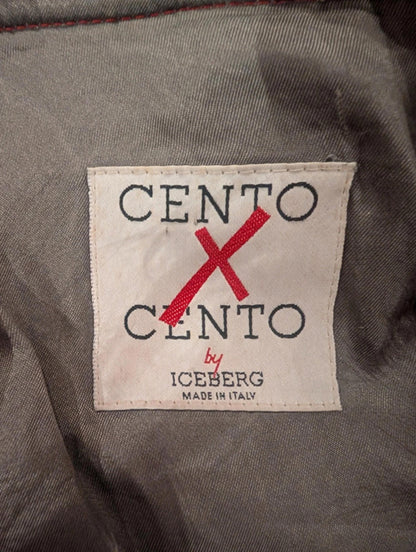 CENTO
X
CENTO
by
ICEBERG
MADE IN ITALY